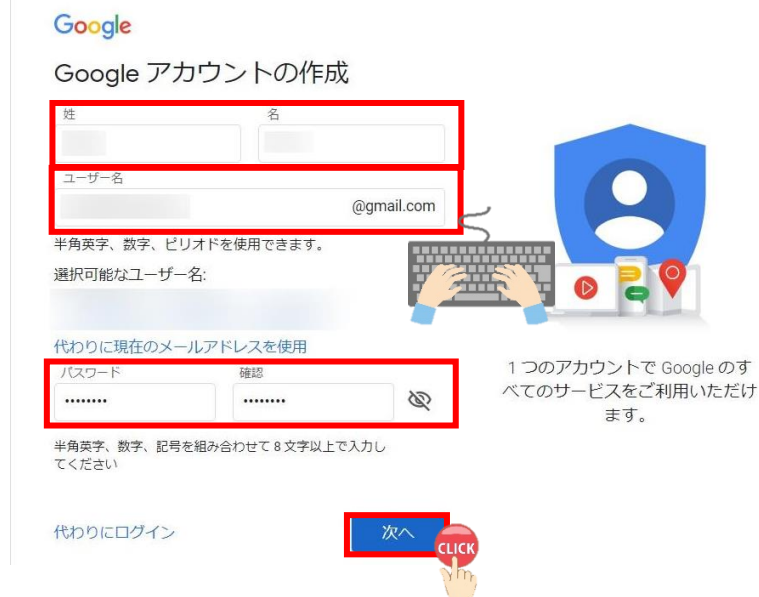 Google
Google アカウントの作成
姓 名
ユーザー名
@gmail.com
半角英字、数字、ピリオドを使用できます。
選択可能なユーザー名:
代わりに現在のメールアドレスを使用
パスワード 確認
•••••••• ••••••••
半角英字、数字、記号を組み合わせて 8 文字以上で入力し
てください
代わりにログイン 次へ
CLICK
1 つのアカウントで Google のす
べてのサービスをご利用いただけ
ます。